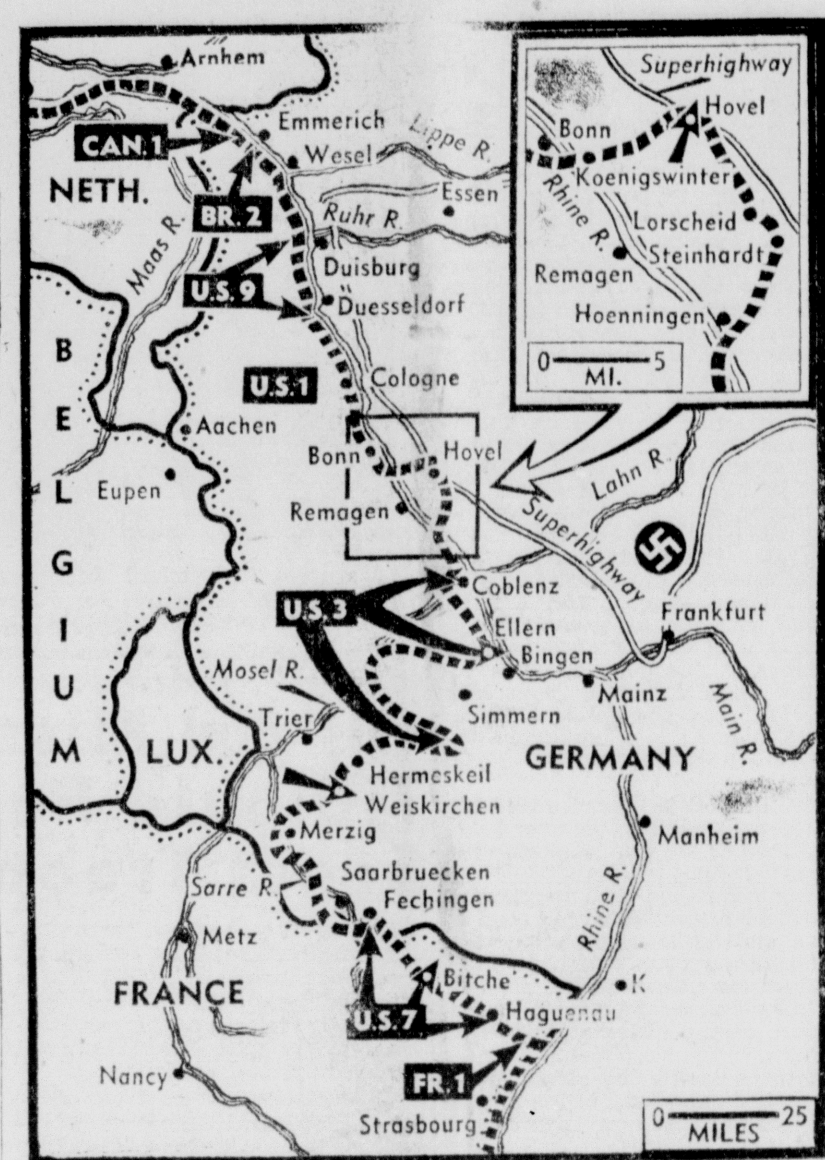 Arnhem
Emmerich
CAN.1
Wesel
Lippe R.
NETH.
BR. 2
Essen
Ruhr R.
Maas R.
Duisburg
U.S. 9
Duesseldorf
BELGIUM
U.S.1
Cologne
Aachen
Bonn
Hovel
Eupen
Lahn R.
Remagen
Superhighway
Coblenz
U.S.3
Frankfurt
Ellern
Bingen
Mosel R.
Mainz
Simmern
Main R.
Trier
LUX.
GERMANY
Hermeskeil
Weiskirchen
Merzig
Manheim
Saarbruecken
Sarre R.
Fechingen
Rhine R.
Metz
Bitche
K
FRANCE
U.S.7
Haguenau
Nancy
FR.1
Strasbourg
0 25
MILES
Superhighway
Hovel
Bonn
Koenigswinter
Rhine R.
Lorscheid
Steinhardt
Remagen
Hoenningen
0 5
MI.